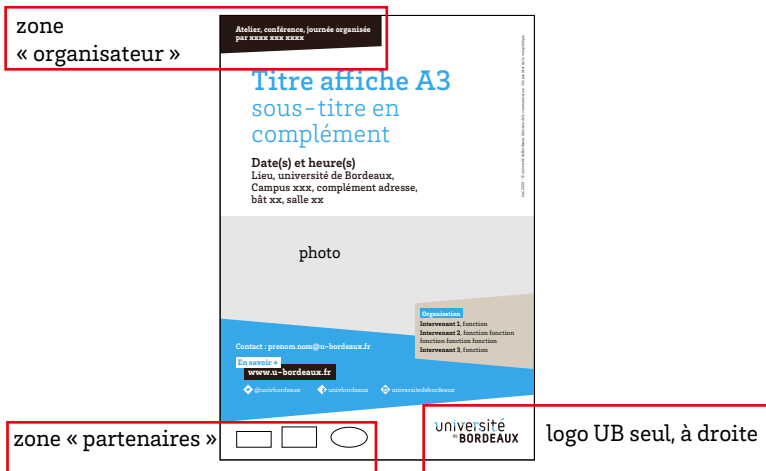 zone
« organisateur »
Atelier, conférence, journée organisée
par xxxx xxx xxxx
Titre affiche A3
sous-titre en
complément
Date(s) et heure(s)
Lieu, université de Bordeaux,
Campus xxx, complément adresse,
bât xx, salle xx
photo
Organisation
Intervenant 1, fonction
Intervenant 2, fonction fonction
fonction fonction fonction
Intervenant 3, fonction
Contact : prenom.nom@u-bordeaux.fr
En savoir +
www.u-bordeaux.fr
@univbordeaux univbordeaux universitedebordeaux
zone « partenaires »
université
de BORDEAUX
logo UB seul, à droite